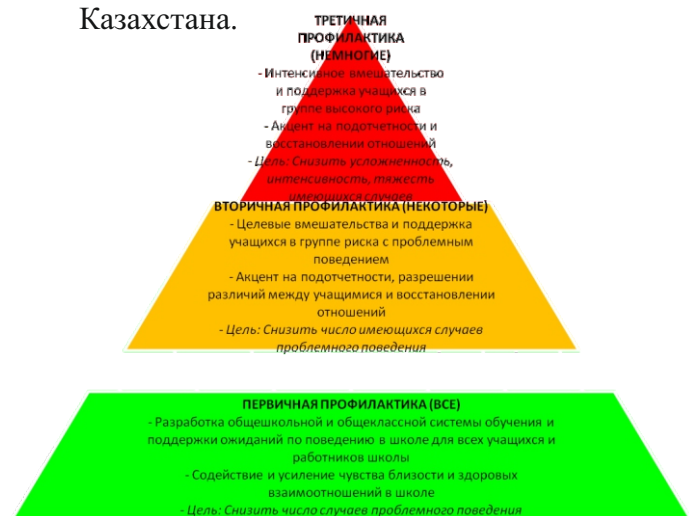 Казахстана.
ТРЕТИЧНАЯ
ПРОФИЛАКТИКА
(НЕМНОГИЕ)
- Интенсивное вмешательство
и поддержка учащихся в
группе высокого риска
- Акцент на подотчетности и
восстановлении отношений
- Цель: Снизить усложненность,
интенсивность, тяжесть
имеющихся случаев
ВТОРИЧНАЯ ПРОФИЛАКТИКА (НЕКОТОРЫЕ)
- Целевые вмешательства и поддержка
учащихся в группе риска с проблемным
поведением
- Акцент на подотчетности, разрешении
различий между учащимися и восстановлении
отношений
- Цель: Снизить число имеющихся случаев
проблемного поведения
ПЕРВИЧНАЯ ПРОФИЛАКТИКА (ВСЕ)
- Разработка общешкольной и общеклассной системы обучения и
поддержки ожиданий по поведению в школе для всех учащихся и
работников школы
- Содействие и усиление чувства близости и здоровых
взаимоотношений в школе
- Цель: Снизить число случаев проблемного поведения